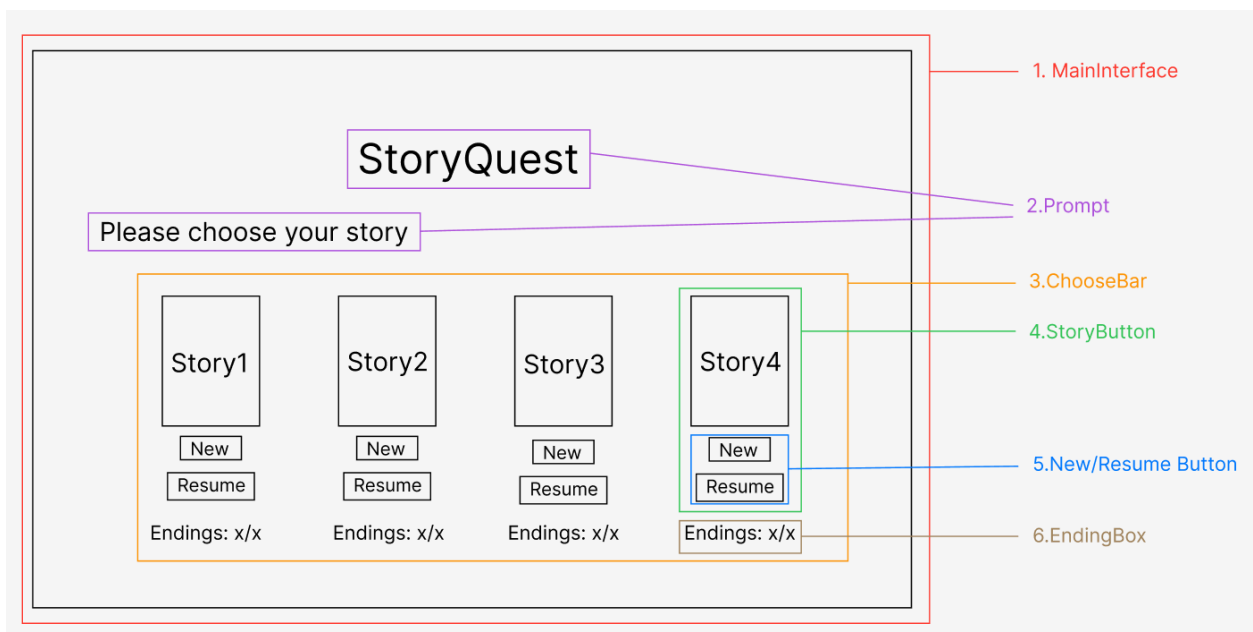 1. MainInterface
StoryQuest
2.Prompt
Please choose your story
3.ChooseBar
4.StoryButton
Story1 Story2 Story3 Story4
New New New New
5.New/Resume Button
Resume Resume Resume Resume
Endings: x/x Endings: x/x Endings: x/x Endings: x/x
6.EndingBox